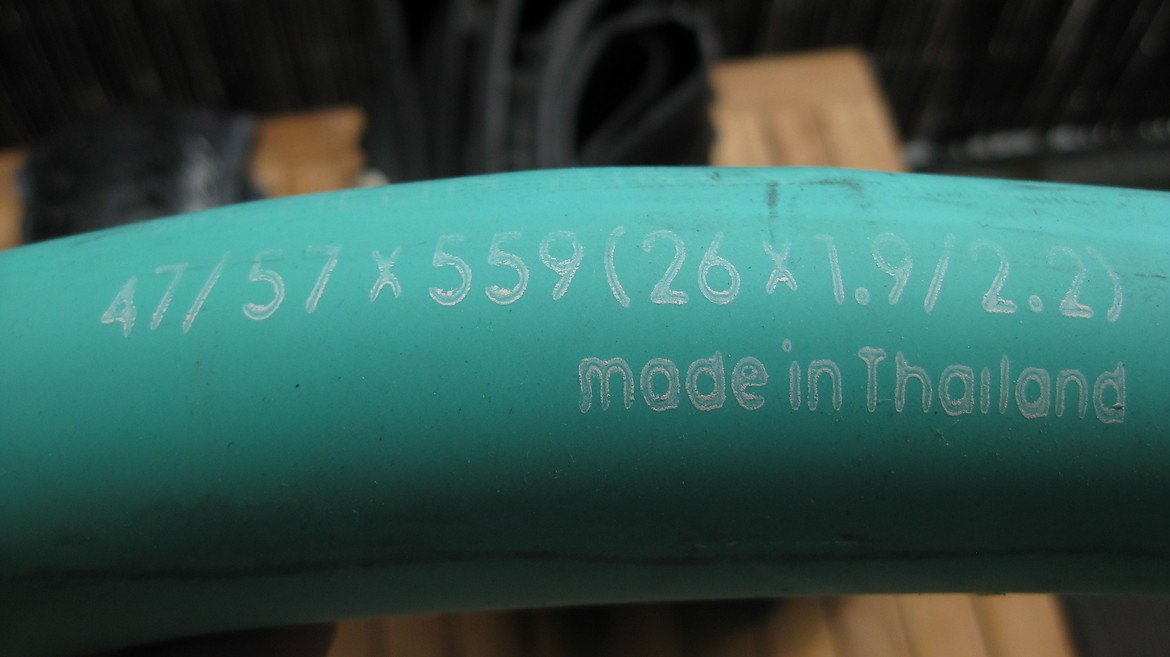 47/57 x 559 (26 x 1.9/2.2)
made in Thailand